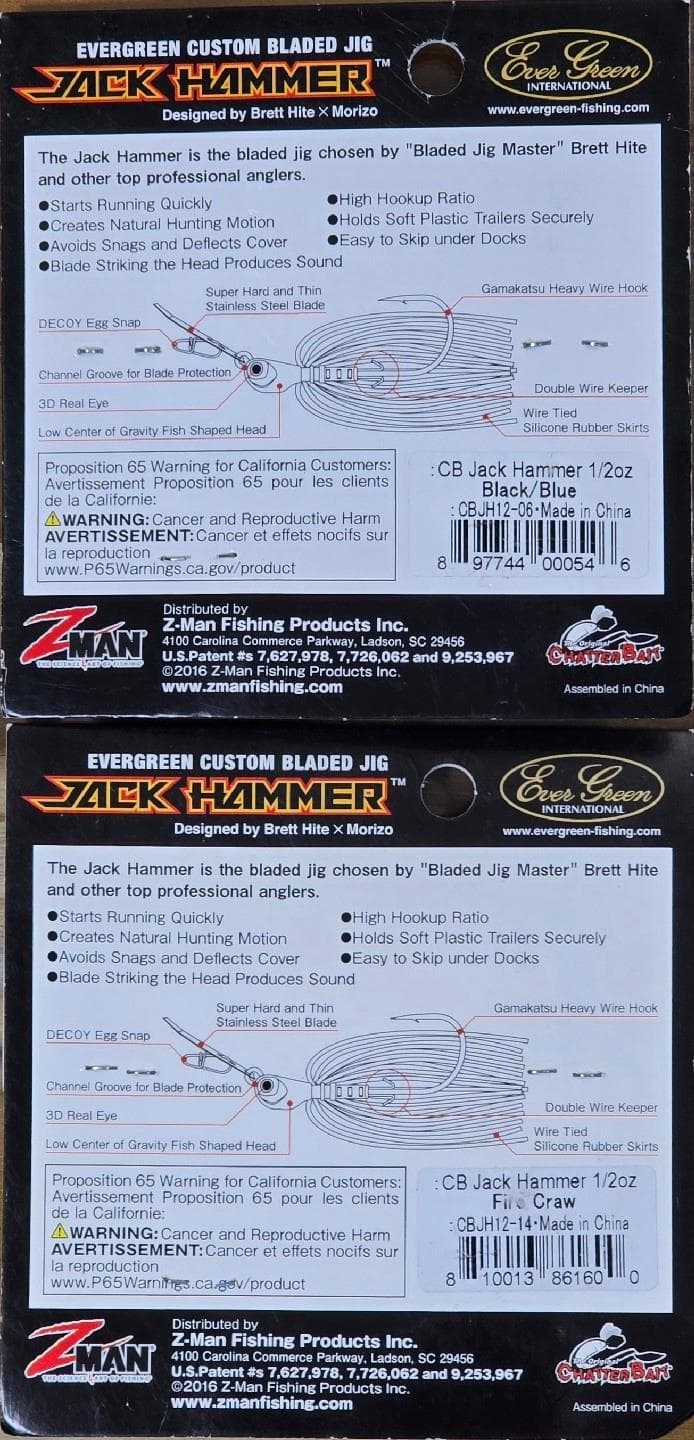 EVERGREEN CUSTOM BLADED JIG
JACK HAMMER™
Designed by Brett Hite × Morizo
Ever Green
INTERNATIONAL
www.evergreen-fishing.com
The Jack Hammer is the bladed jig chosen by "Bladed Jig Master" Brett Hite
and other top professional anglers.
●Starts Running Quickly
●Creates Natural Hunting Motion
●Avoids Snags and Deflects Cover
●Blade Striking the Head Produces Sound
●High Hookup Ratio
●Holds Soft Plastic Trailers Securely
●Easy to Skip under Docks
Super Hard and Thin
Stainless Steel Blade
Gamakatsu Heavy Wire Hook
DECOY Egg Snap
Channel Groove for Blade Protection
3D Real Eye
Low Center of Gravity Fish Shaped Head
Double Wire Keeper
Wire Tied
Silicone Rubber Skirts
Proposition 65 Warning for California Customers:
Avertissement Proposition 65 pour les clients
de la Californie:
⚠WARNING: Cancer and Reproductive Harm
AVERTISSEMENT: Cancer et effets nocifs sur
la reproduction
www.P65Warnings.ca.gov/product
:CB Jack Hammer 1/2oz
Black/Blue
:CBJH12-06・Made in China
8 97744 00054 6
Z MAN
THE SCIENCE & ART OF FISHING
Distributed by
Z-Man Fishing Products Inc.
4100 Carolina Commerce Parkway, Ladson, SC 29456
U.S.Patent #s 7,627,978, 7,726,062 and 9,253,967
©2016 Z-Man Fishing Products Inc.
www.zmanfishing.com
The Original
CHATTERBAIT
Assembled in China
EVERGREEN CUSTOM BLADED JIG
JACK HAMMER™
Designed by Brett Hite × Morizo
Ever Green
INTERNATIONAL
www.evergreen-fishing.com
The Jack Hammer is the bladed jig chosen by "Bladed Jig Master" Brett Hite
and other top professional anglers.
●Starts Running Quickly
●Creates Natural Hunting Motion
●Avoids Snags and Deflects Cover
●Blade Striking the Head Produces Sound
●High Hookup Ratio
●Holds Soft Plastic Trailers Securely
●Easy to Skip under Docks
Super Hard and Thin
Stainless Steel Blade
Gamakatsu Heavy Wire Hook
DECOY Egg Snap
Channel Groove for Blade Protection
3D Real Eye
Low Center of Gravity Fish Shaped Head
Double Wire Keeper
Wire Tied
Silicone Rubber Skirts
Proposition 65 Warning for California Customers:
Avertissement Proposition 65 pour les clients
de la Californie:
⚠WARNING: Cancer and Reproductive Harm
AVERTISSEMENT: Cancer et effets nocifs sur
la reproduction
www.P65Warnings.ca.gov/product
:CB Jack Hammer 1/2oz
Fire Craw
:CBJH12-14・Made in China
8 10013 86160 0
Z MAN
THE SCIENCE & ART OF FISHING
Distributed by
Z-Man Fishing Products Inc.
4100 Carolina Commerce Parkway, Ladson, SC 29456
U.S.Patent #s 7,627,978, 7,726,062 and 9,253,967
©2016 Z-Man Fishing Products Inc.
www.zmanfishing.com
The Original
CHATTERBAIT
Assembled in China